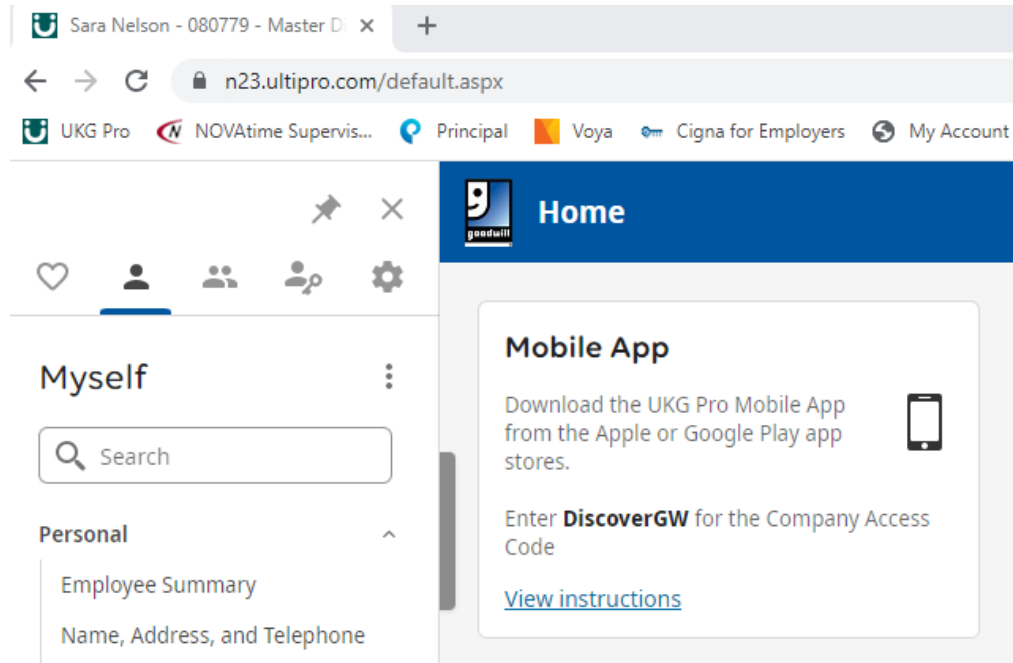 Sara Nelson - 080779 - Master D
n23.ultipro.com/default.aspx
UKG Pro NOVAtime Supervis... Principal Voya Cigna for Employers My Account
goodwill
Home
Myself
Search
Personal
Employee Summary
Name, Address, and Telephone
Mobile App
Download the UKG Pro Mobile App
from the Apple or Google Play app
stores.
Enter DiscoverGW for the Company Access
Code
View instructions